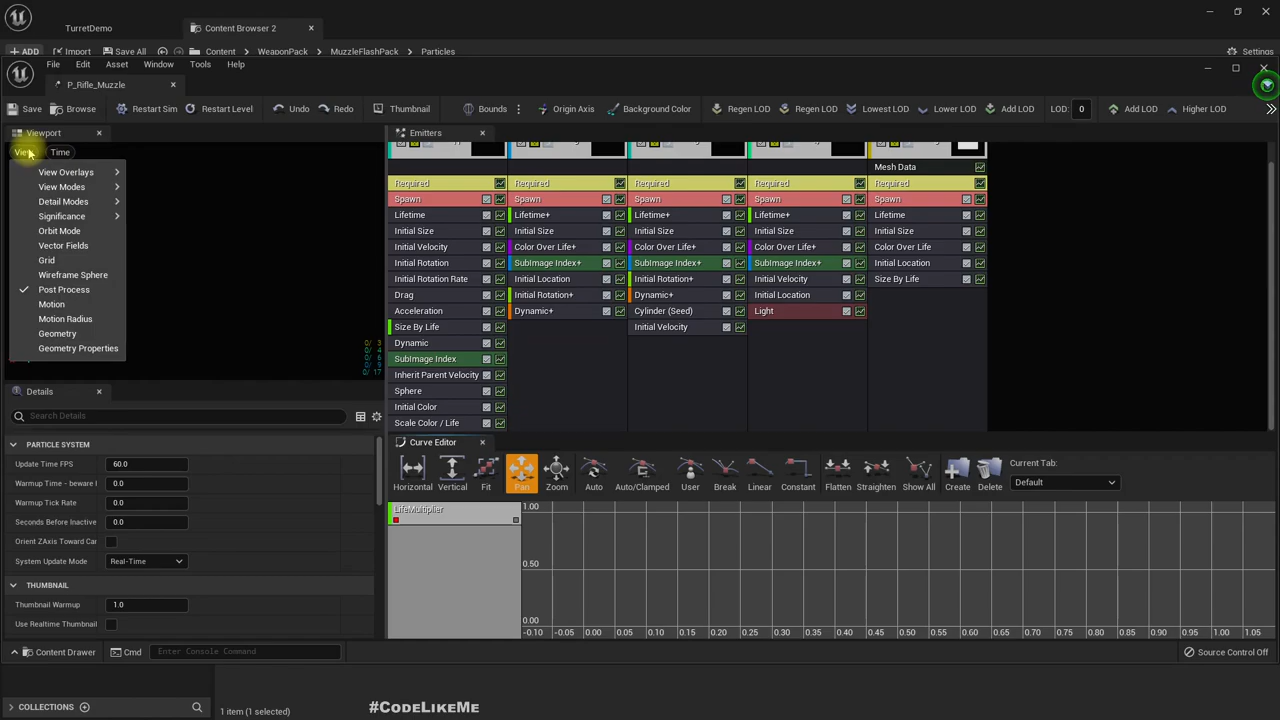 TurretDemo Content Browser 2
ADD Import Save All Content WeaponPack MuzzleFlashPack Particles Settings
File Edit Asset Window Tools Help
P_Rifle_Muzzle
Save Browse Restart Sim Restart Level Undo Redo Thumbnail Bounds Origin Axis Background Color Regen LOD Regen LOD Lowest LOD Lower LOD Add LOD LOD: 0 Add LOD Higher LOD
Viewport Emitters
View Time
View Overlays
View Modes
Detail Modes
Significance
Orbit Mode
Vector Fields
Grid
Wireframe Sphere
Post Process
Motion
Motion Radius
Geometry
Geometry Properties
Mesh Data
Required Required Required Required Required
Spawn Spawn Spawn Spawn Spawn
Lifetime Lifetime+ Lifetime+ Lifetime+ Lifetime
Initial Size Initial Size Initial Size Initial Size Initial Size
Initial Velocity Color Over Life+ Color Over Life+ Color Over Life+ Color Over Life
Initial Rotation SubImage Index+ SubImage Index+ SubImage Index+ Initial Location
Initial Rotation Rate Initial Location Initial Rotation+ Initial Velocity Size By Life
Drag Initial Rotation+ Dynamic+ Initial Location
Acceleration Dynamic+ Cylinder (Seed) Light
Size By Life Initial Velocity
Dynamic
SubImage Index
Inherit Parent Velocity
Sphere
Initial Color
Scale Color / Life
Details
Search Details
PARTICLE SYSTEM
Update Time FPS 60.0
Warmup Time - beware 0.0
Warmup Tick Rate 0.0
Seconds Before Inactive 0.0
Orient ZAxis Toward Car
System Update Mode Real-Time
THUMBNAIL
Thumbnail Warmup 1.0
Use Realtime Thumbnail
Curve Editor
Horizontal Vertical Fit Pan Zoom Auto Auto/Clamped User Break Linear Constant Flatten Straighten Show All Create Delete
Current Tab:
Default
LifeMultiplier
1.00
0.50
0.00
-0.10 -0.05 0.00 0.05 0.10 0.15 0.20 0.25 0.30 0.35 0.40 0.45 0.50 0.55 0.60 0.65 0.70 0.75 0.80 0.85 0.90 0.95 1.00 1.05
Content Drawer Cmd Enter Console Command Source Control Off
COLLECTIONS 1 item (1 selected)
#CodeLikeMe